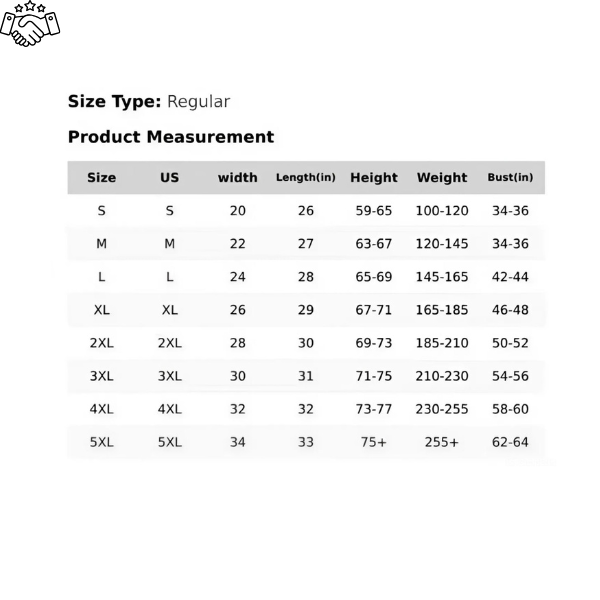 Size Type: Regular
Product Measurement
Size US width Length(in) Height Weight Bust(in)
S S 20 26 59-65 100-120 34-36
M M 22 27 63-67 120-145 34-36
L L 24 28 65-69 145-165 42-44
XL XL 26 29 67-71 165-185 46-48
2XL 2XL 28 30 69-73 185-210 50-52
3XL 3XL 30 31 71-75 210-230 54-56
4XL 4XL 32 32 73-77 230-255 58-60
5XL 5XL 34 33 75+ 255+ 62-64